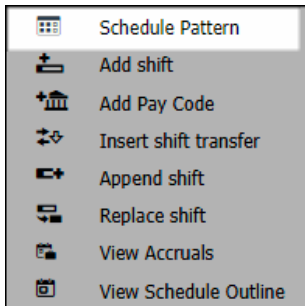 Schedule Pattern
Add shift
Add Pay Code
Insert shift transfer
Append shift
Replace shift
View Accruals
View Schedule Outline